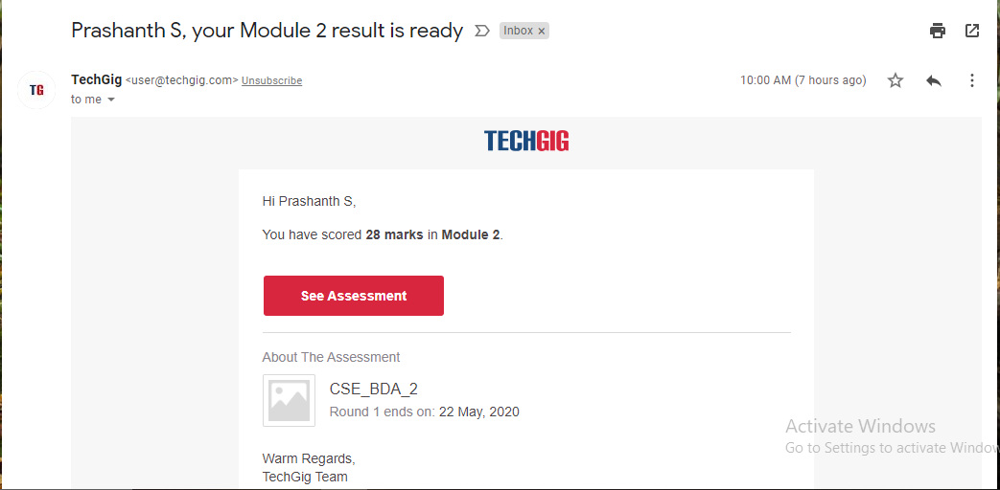 Prashanth S, your Module 2 result is ready Inbox ×
TG
TechGig <user@techgig.com> Unsubscribe 10:00 AM (7 hours ago)
to me
TECHGIG
Hi Prashanth S,
You have scored 28 marks in Module 2.
See Assessment
About The Assessment
CSE_BDA_2
Round 1 ends on: 22 May, 2020
Activate Windows
Go to Settings to activate Window
Warm Regards,
TechGig Team